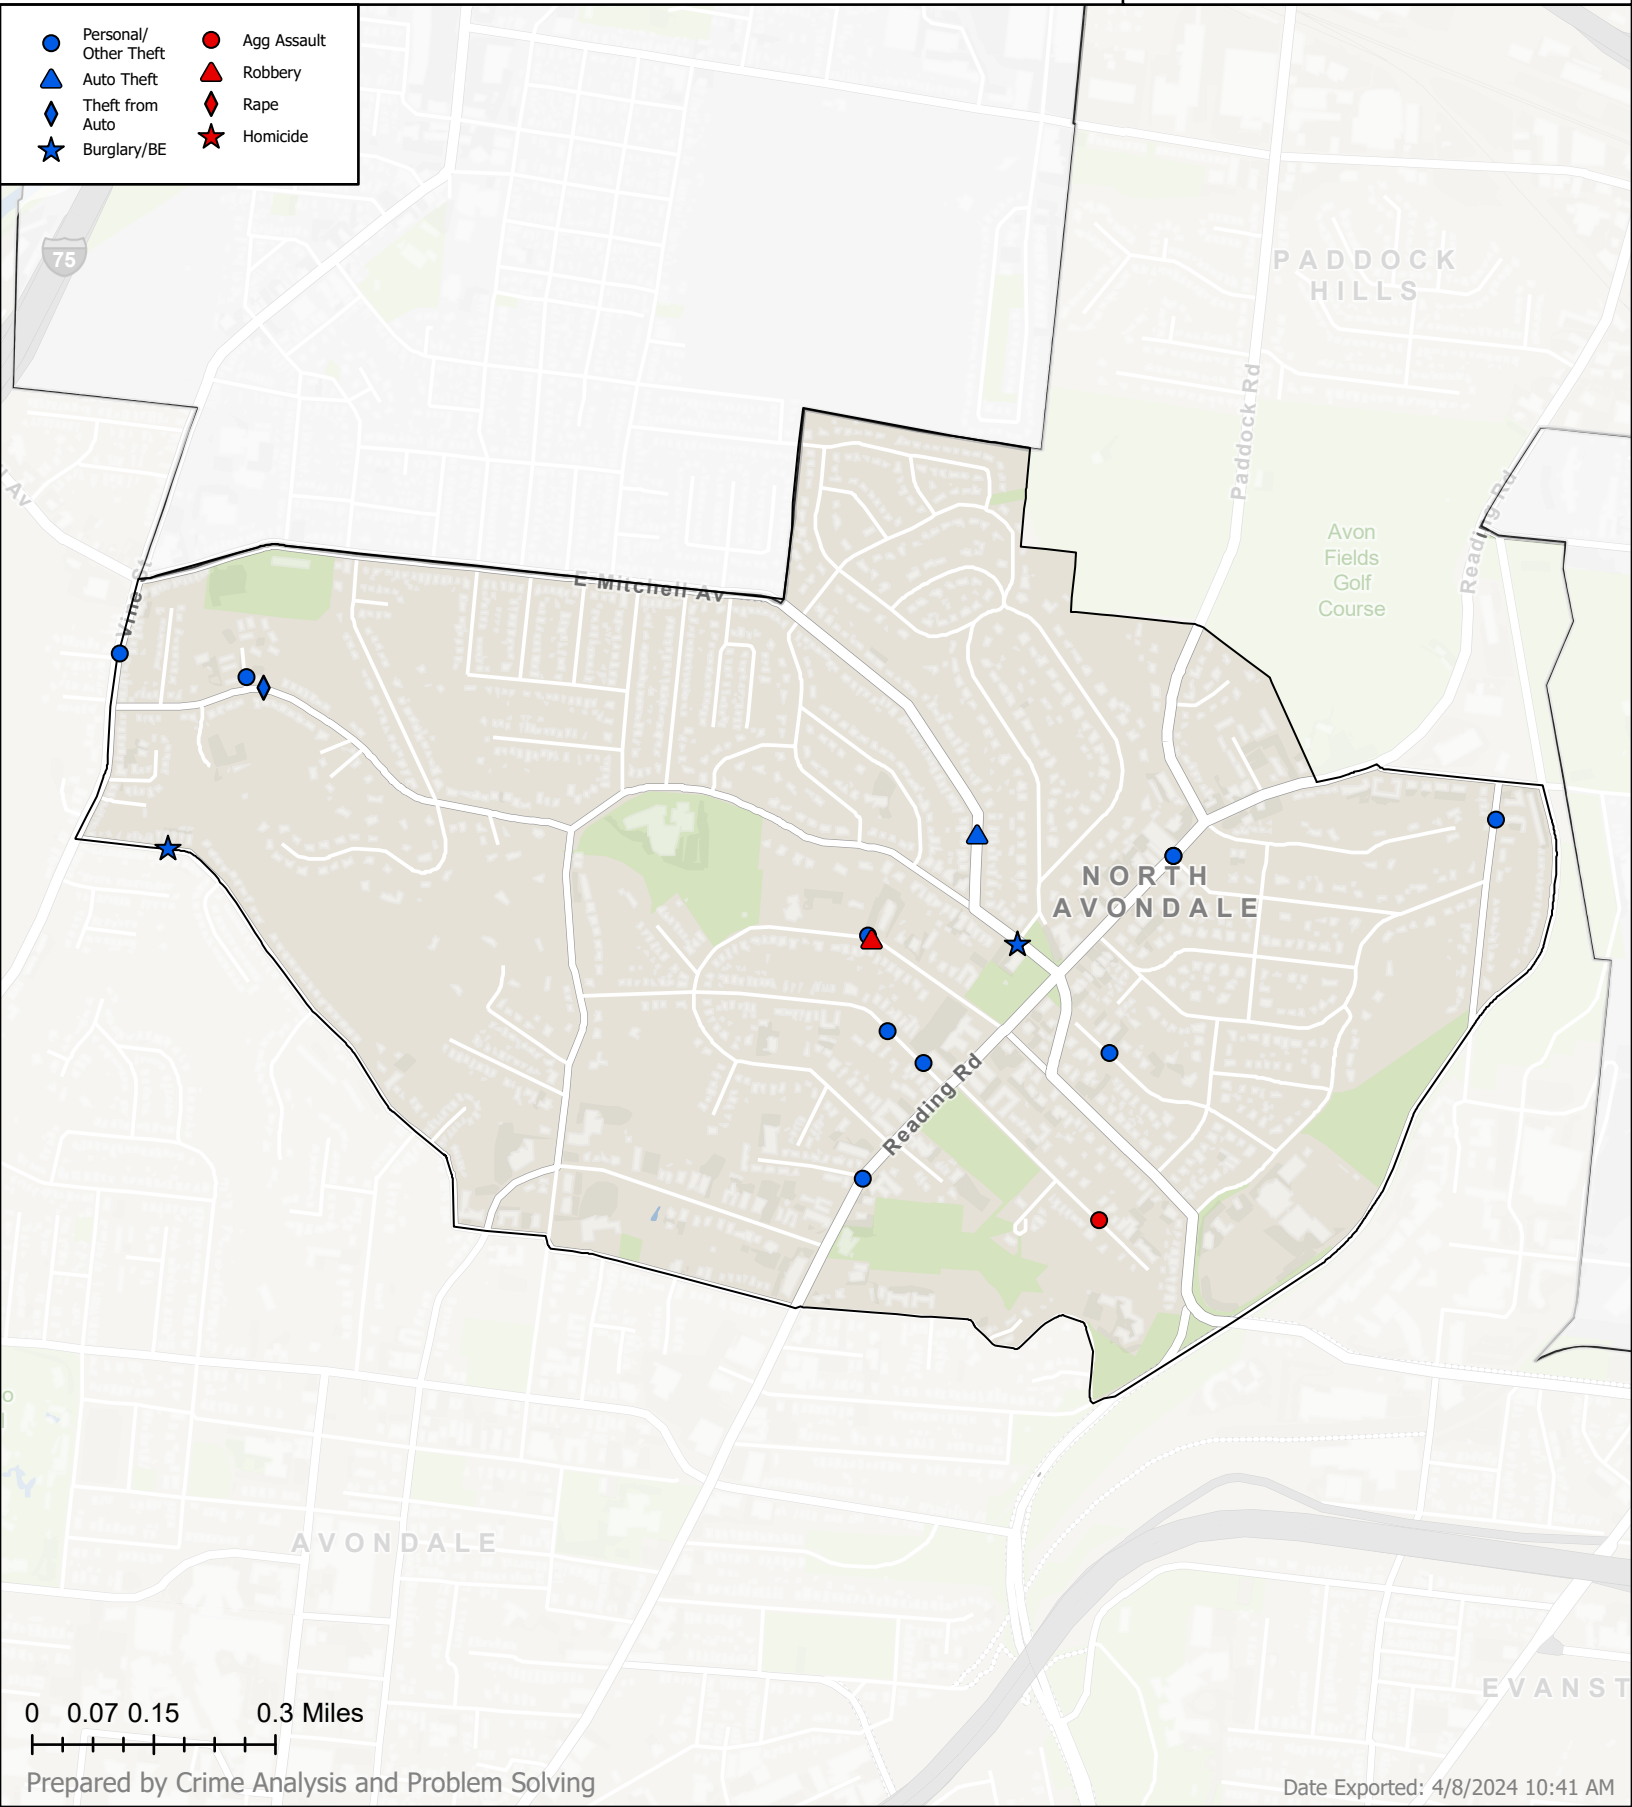 Personal/
Other Theft
Auto Theft
Theft from
Auto
Burglary/BE
Agg Assault
Robbery
Rape
Homicide
75
PADDOCK
HILLS
Paddock Rd
Reading Rd
Av
Avon
Fields
Golf
Course
Vine St
E Mitchell Av
NORTH
AVONDALE
Reading Rd
AVONDALE
EVANST
0 0.07 0.15 0.3 Miles
Prepared by Crime Analysis and Problem Solving
Date Exported: 4/8/2024 10:41 AM